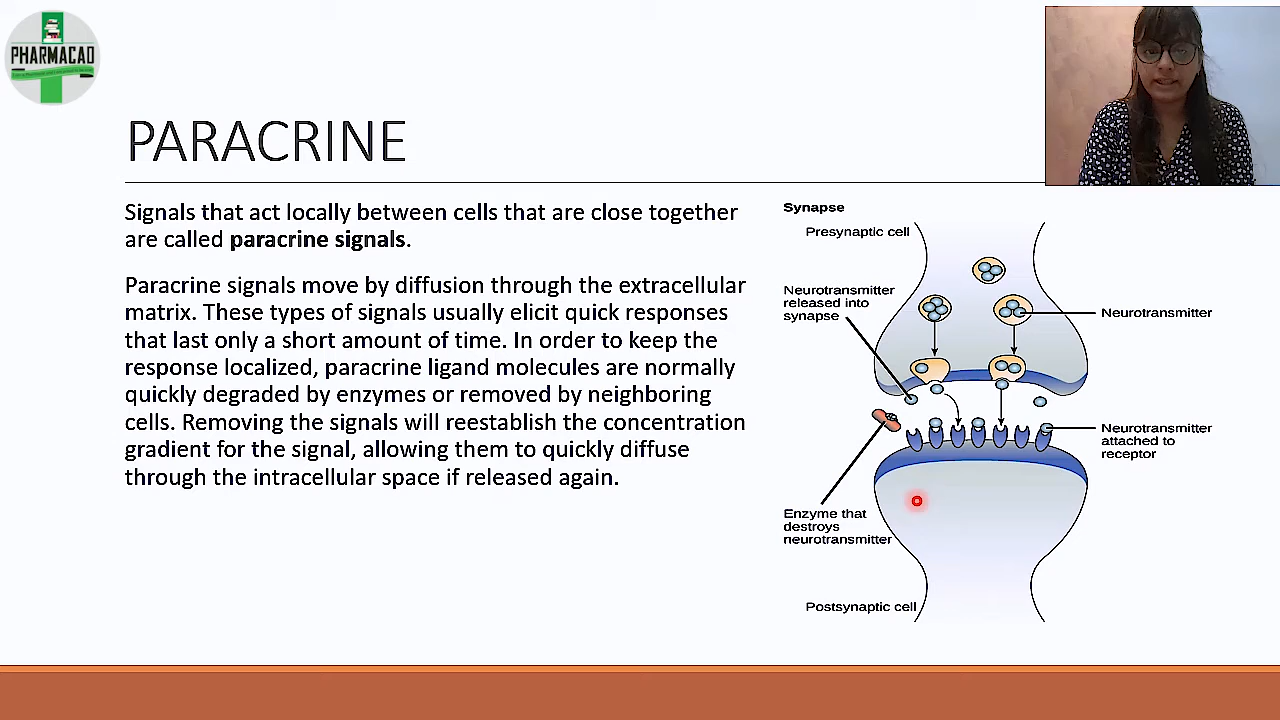 PHARMACAD
PARACRINE
Signals that act locally between cells that are close together
are called paracrine signals.
Paracrine signals move by diffusion through the extracellular
matrix. These types of signals usually elicit quick responses
that last only a short amount of time. In order to keep the
response localized, paracrine ligand molecules are normally
quickly degraded by enzymes or removed by neighboring
cells. Removing the signals will reestablish the concentration
gradient for the signal, allowing them to quickly diffuse
through the intracellular space if released again.
Synapse
Presynaptic cell
Neurotransmitter
released into
synapse
Neurotransmitter
Neurotransmitter
attached to
receptor
Enzyme that
destroys
neurotransmitter
Postsynaptic cell